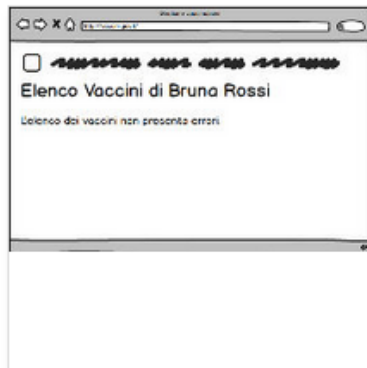 Elenco Vaccini di Bruna Rossi
L'elenco dei vaccini non presenta errori